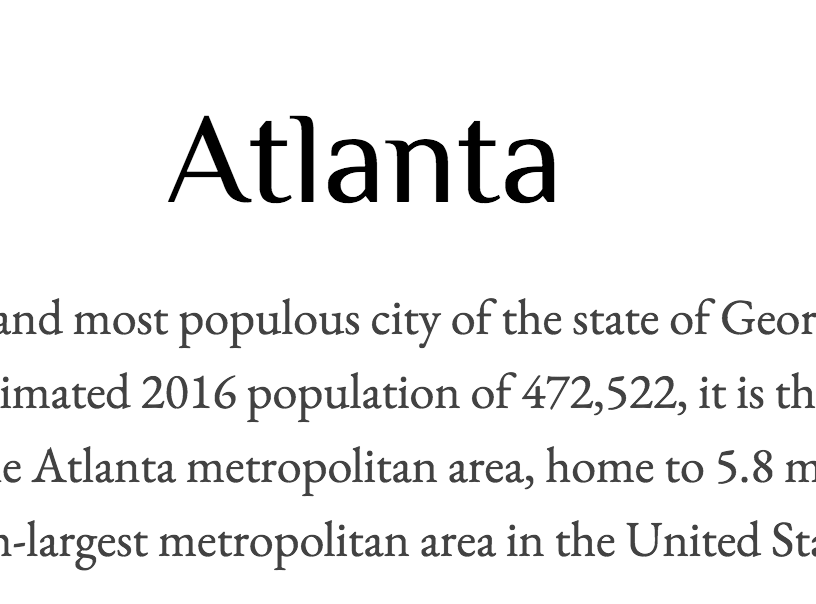 Atlanta
and most populous city of the state of Geor
imated 2016 population of 472,522, it is th
e Atlanta metropolitan area, home to 5.8 m
n-largest metropolitan area in the United Sta